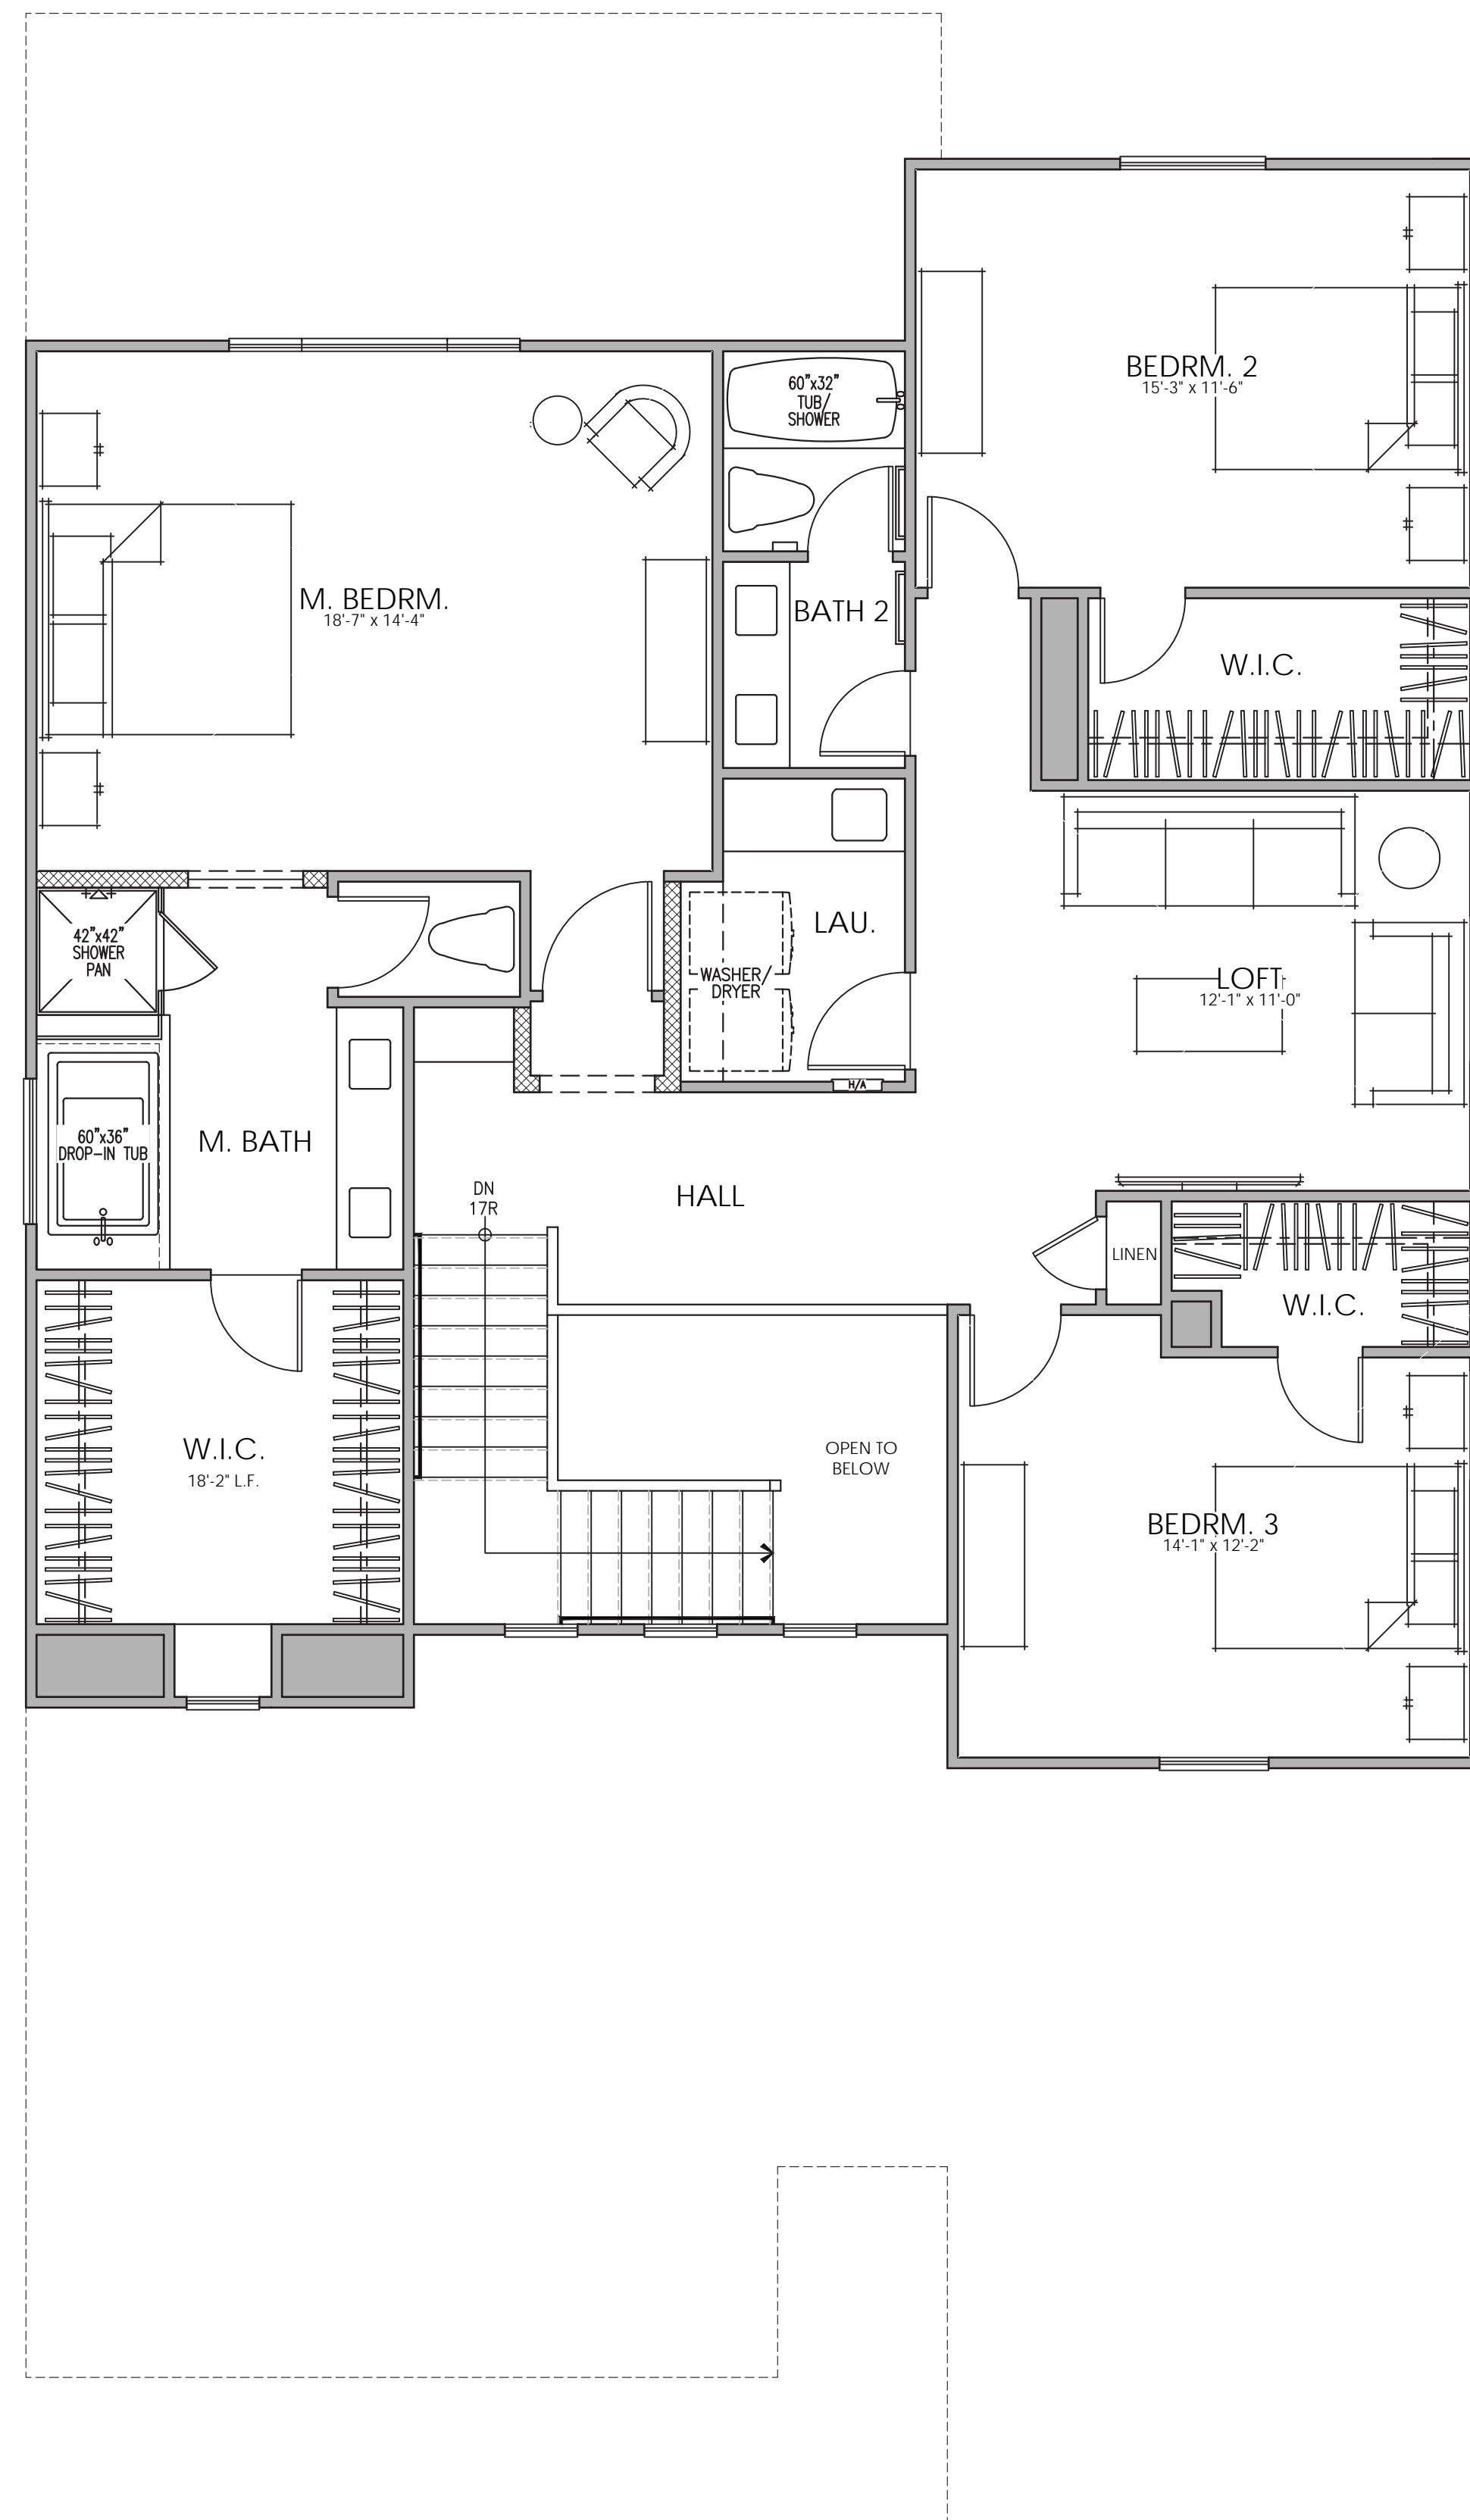 60"x32"
TUB/
SHOWER
BEDRM. 2
15'-3" x 11'-6"
M. BEDRM.
18'-7" x 14'-4"
BATH 2
W.I.C.
42"x42"
SHOWER
PAN
LAU.
WASHER/
DRYER
LOFT
12'-1" x 11'-0"
H/A
60"x36"
DROP-IN TUB
M. BATH
DN
17R
HALL
LINEN
W.I.C.
W.I.C.
18'-2" L.F.
OPEN TO
BELOW
BEDRM. 3
14'-1" x 12'-2"